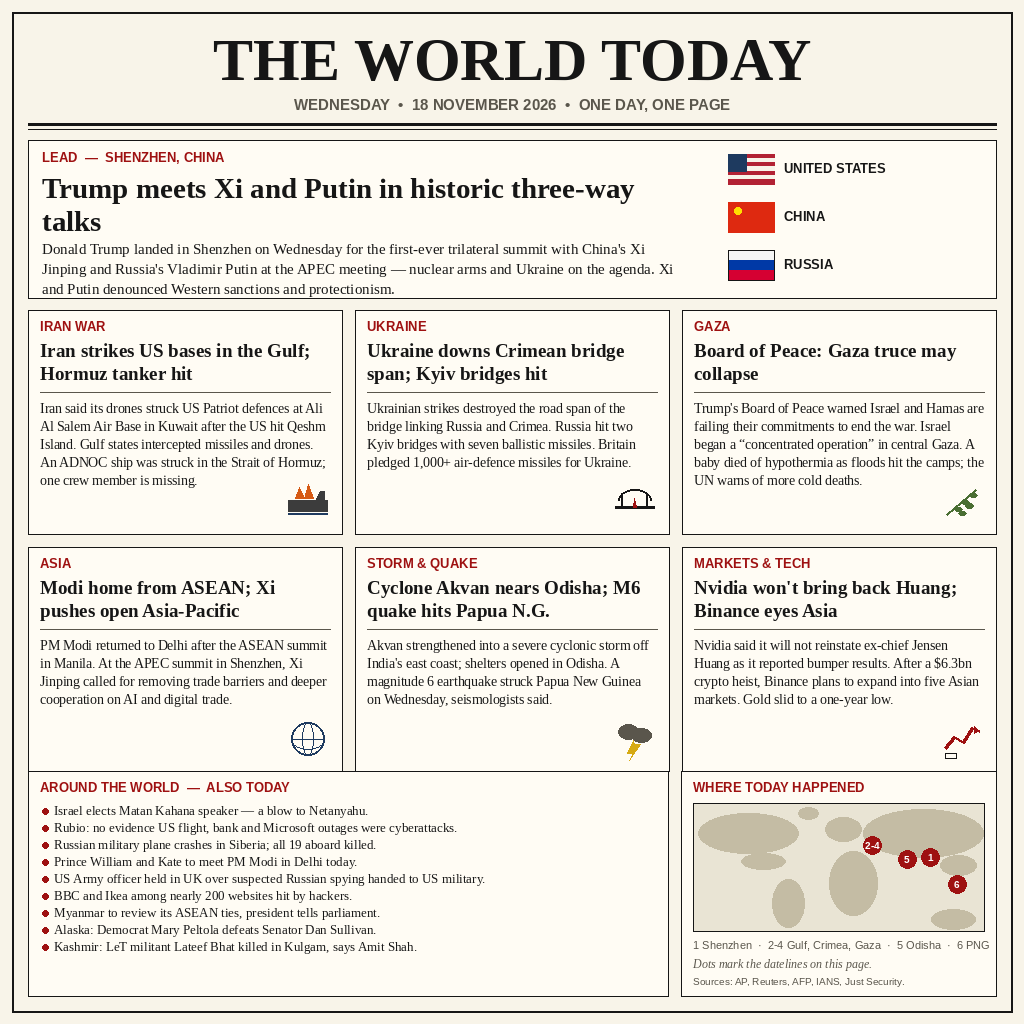 THE WORLD TODAY
WEDNESDAY • 18 NOVEMBER 2026 • ONE DAY, ONE PAGE
LEAD — SHENZHEN, CHINA
Trump meets Xi and Putin in historic three-way
talks
Donald Trump landed in Shenzhen on Wednesday for the first-ever trilateral summit with China's Xi
Jinping and Russia's Vladimir Putin at the APEC meeting — nuclear arms and Ukraine on the agenda. Xi
and Putin denounced Western sanctions and protectionism.
UNITED STATES
CHINA
RUSSIA
IRAN WAR
Iran strikes US bases in the Gulf;
Hormuz tanker hit
Iran said its drones struck US Patriot defences at Ali
Al Salem Air Base in Kuwait after the US hit Qeshm
Island. Gulf states intercepted missiles and drones.
An ADNOC ship was struck in the Strait of Hormuz;
one crew member is missing.
UKRAINE
Ukraine downs Crimean bridge
span; Kyiv bridges hit
Ukrainian strikes destroyed the road span of the
bridge linking Russia and Crimea. Russia hit two
Kyiv bridges with seven ballistic missiles. Britain
pledged 1,000+ air-defence missiles for Ukraine.
GAZA
Board of Peace: Gaza truce may
collapse
Trump's Board of Peace warned Israel and Hamas are
failing their commitments to end the war. Israel
began a “concentrated operation” in central Gaza. A
baby died of hypothermia as floods hit the camps; the
UN warns of more cold deaths.
ASIA
Modi home from ASEAN; Xi
pushes open Asia-Pacific
PM Modi returned to Delhi after the ASEAN summit
in Manila. At the APEC summit in Shenzhen, Xi
Jinping called for removing trade barriers and deeper
cooperation on AI and digital trade.
STORM & QUAKE
Cyclone Akvan nears Odisha; M6
quake hits Papua N.G.
Akvan strengthened into a severe cyclonic storm off
India's east coast; shelters opened in Odisha. A
magnitude 6 earthquake struck Papua New Guinea
on Wednesday, seismologists said.
MARKETS & TECH
Nvidia won't bring back Huang;
Binance eyes Asia
Nvidia said it will not reinstate ex-chief Jensen
Huang as it reported bumper results. After a $6.3bn
crypto heist, Binance plans to expand into five Asian
markets. Gold slid to a one-year low.
AROUND THE WORLD — ALSO TODAY
• Israel elects Matan Kahana speaker — a blow to Netanyahu.
• Rubio: no evidence US flight, bank and Microsoft outages were cyberattacks.
• Russian military plane crashes in Siberia; all 19 aboard killed.
• Prince William and Kate to meet PM Modi in Delhi today.
• US Army officer held in UK over suspected Russian spying handed to US military.
• BBC and Ikea among nearly 200 websites hit by hackers.
• Myanmar to review its ASEAN ties, president tells parliament.
• Alaska: Democrat Mary Peltola defeats Senator Dan Sullivan.
• Kashmir: LeT militant Lateef Bhat killed in Kulgam, says Amit Shah.
WHERE TODAY HAPPENED
2-4
5
1
6
1 Shenzhen · 2-4 Gulf, Crimea, Gaza · 5 Odisha · 6 PNG
Dots mark the datelines on this page.
Sources: AP, Reuters, AFP, IANS, Just Security.